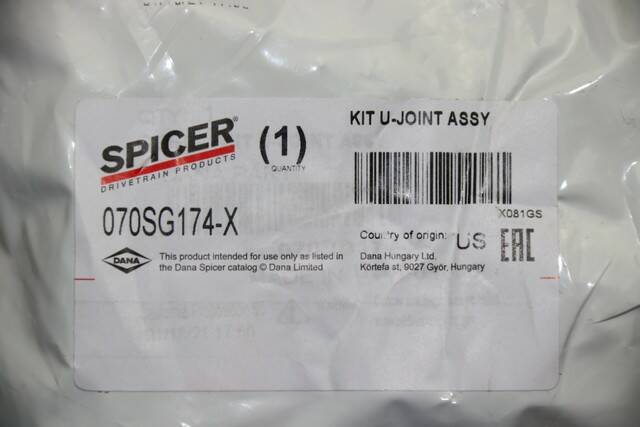 KIT U-JOINT ASSY
SPICER®
DRIVETRAIN PRODUCTS
(1)
QUANTITY
070SG174-X
X081GS
Country of origin: US
EAC
DANA
This product intended for use only as listed in
the Dana Spicer catalog © Dana Limited
Dana Hungary Ltd.
Körtefa st, 9027 Győr, Hungary